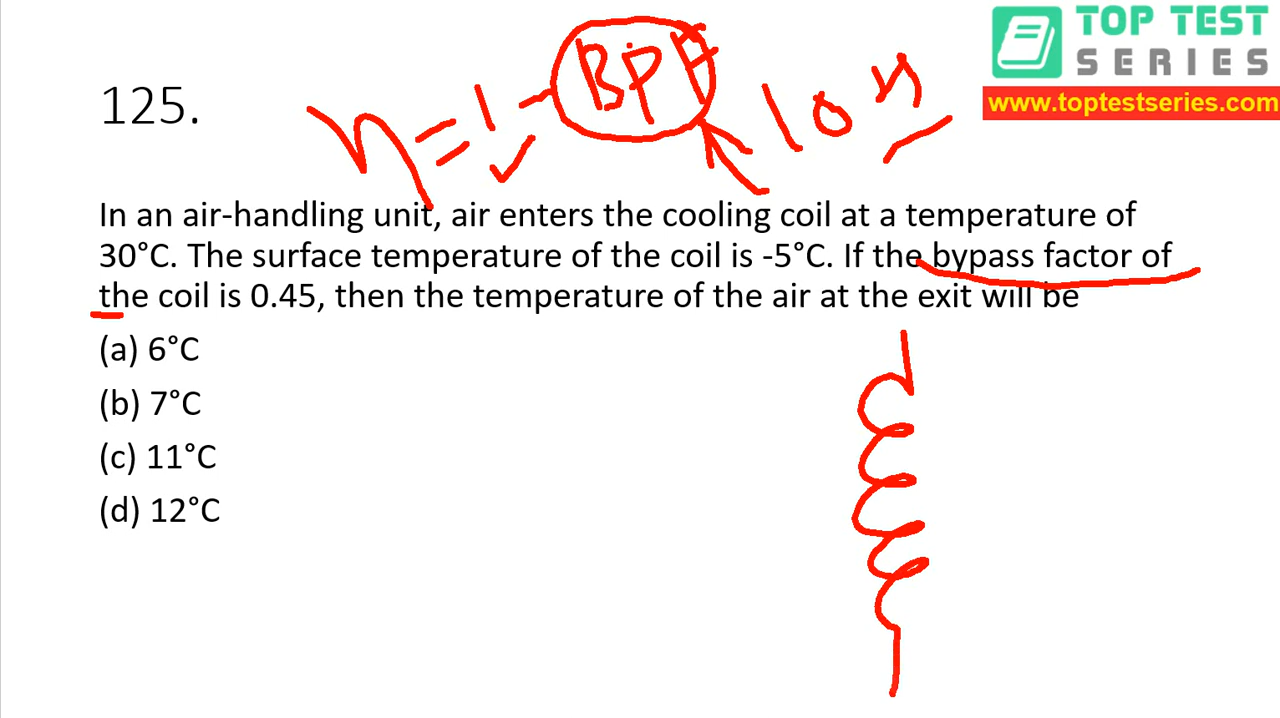 TOP TEST
SERIES
www.toptestseries.com
125.
η = 1 - BPF
low
In an air-handling unit, air enters the cooling coil at a temperature of
30°C. The surface temperature of the coil is -5°C. If the bypass factor of
the coil is 0.45, then the temperature of the air at the exit will be
(a) 6°C
(b) 7°C
(c) 11°C
(d) 12°C